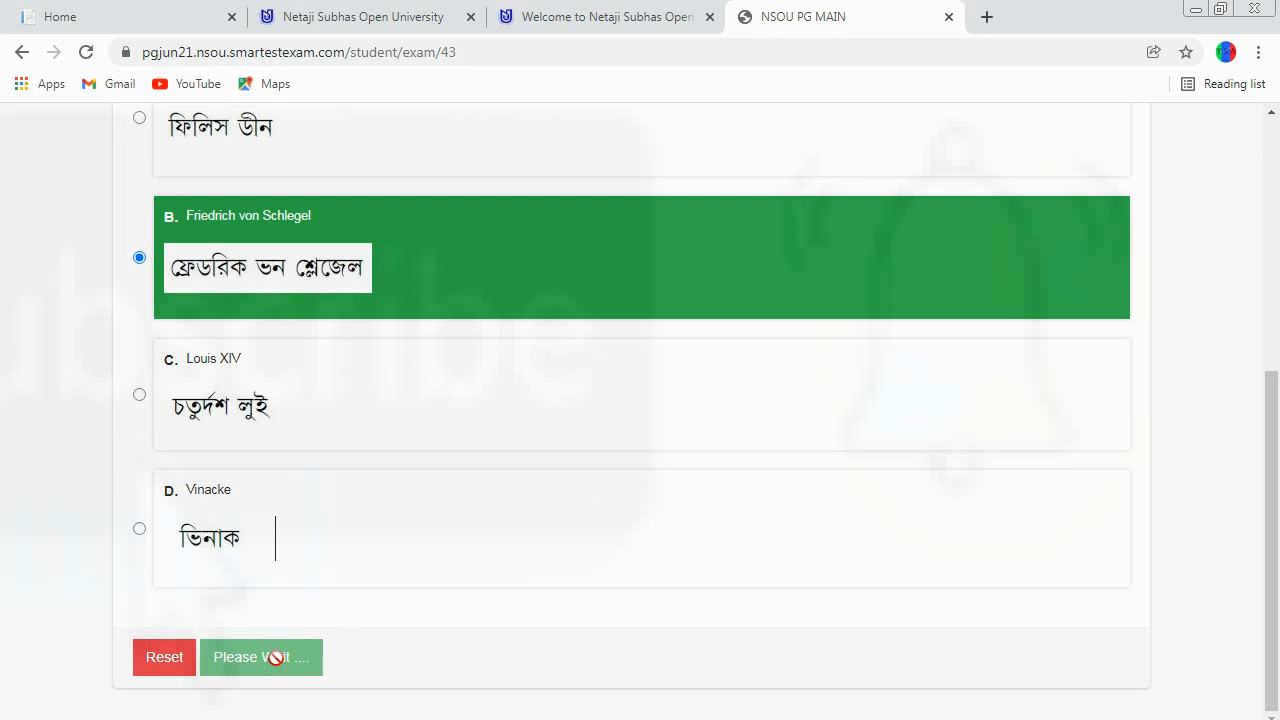 Home
Netaji Subhas Open University
Welcome to Netaji Subhas Open
NSOU PG MAIN
pgjun21.nsou.smartestexam.com/student/exam/43
Apps
Gmail
YouTube
Maps
Reading list
ফিলিস ডীন
B. Friedrich von Schlegel
ফ্রেডরিক ভন শ্লেজেল
C. Louis XIV
চতুর্দশ লুই
D. Vinacke
ভিনাক
Reset
Please Wait ....
ubscribe